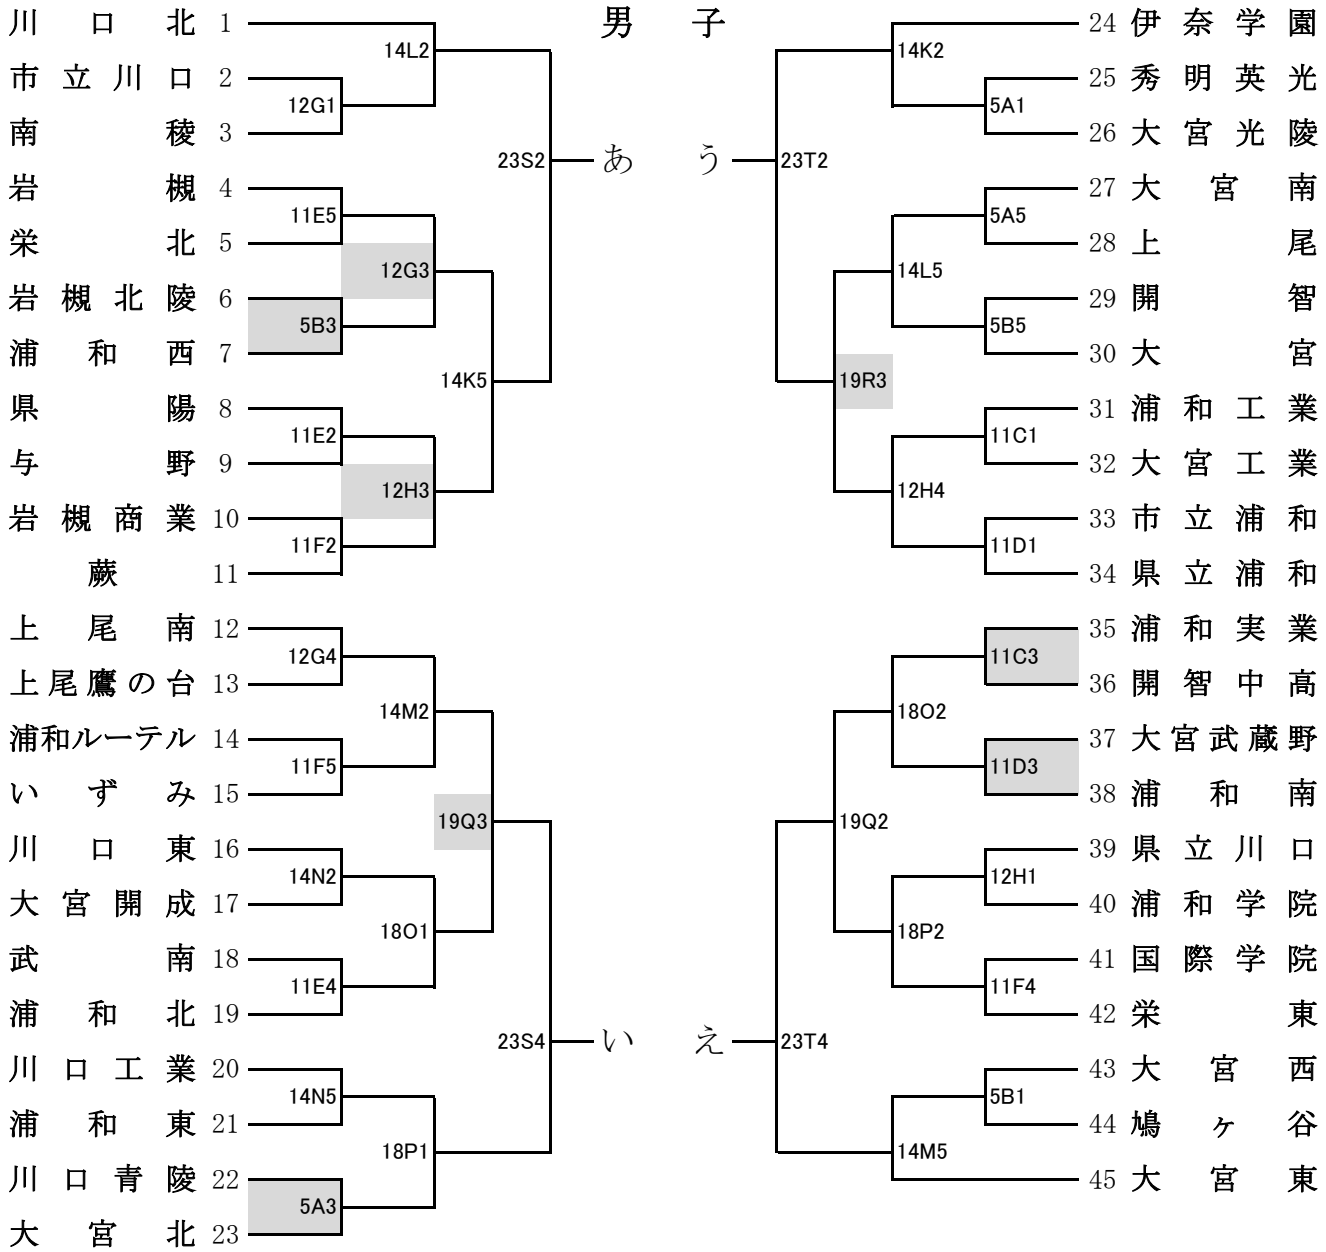 男子
川口北 1
14L2
市立川口 2
12G1
南稜 3
23S2 あ
岩槻 4
11E5
栄北 5
12G3
岩槻北陵 6
5B3
浦和西 7
14K5
県陽 8
11E2
与野 9
12H3
岩槻商業 10
11F2
蕨 11
上尾南 12
12G4
上尾鷹の台 13
14M2
浦和ルーテル 14
11F5
いずみ 15
19Q3
川口東 16
14N2
大宮開成 17
18O1
武南 18
11E4
浦和北 19
23S4 い
川口工業 20
14N5
浦和東 21
18P1
川口青陵 22
5A3
大宮北 23
24 伊奈学園
14K2
25 秀明英光
5A1
26 大宮光陵
う 23T2
27 大宮南
5A5
28 上尾
14L5
29 開智
5B5
30 大宮
19R3
31 浦和工業
11C1
32 大宮工業
12H4
33 市立浦和
11D1
34 県立浦和
35 浦和実業
11C3
36 開智中高
18O2
37 大宮武蔵野
11D3
38 浦和南
19Q2
39 県立川口
12H1
40 浦和学院
18P2
41 国際学院
11F4
42 栄東
え 23T4
43 大宮西
5B1
44 鳩ヶ谷
14M5
45 大宮東